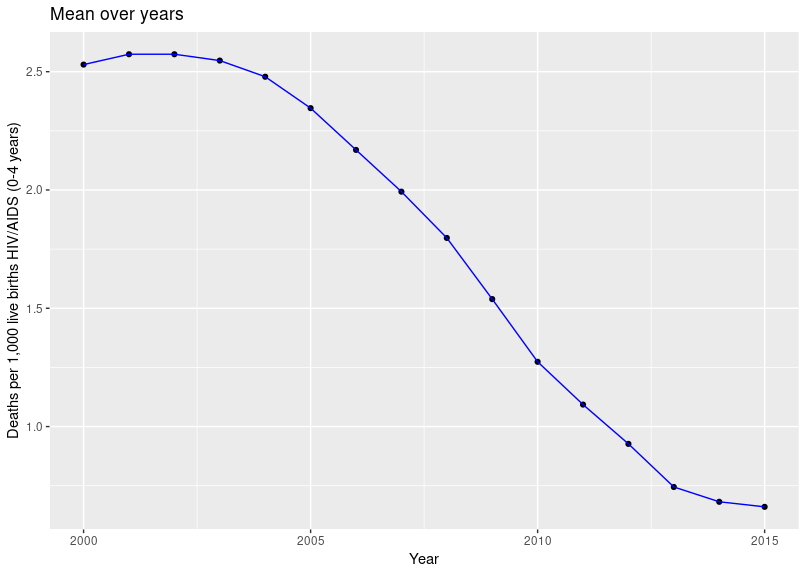 Mean over years
Deaths per 1,000 live births HIV/AIDS (0-4 years)
2.5
2.0
1.5
1.0
2000 2005 2010 2015
Year